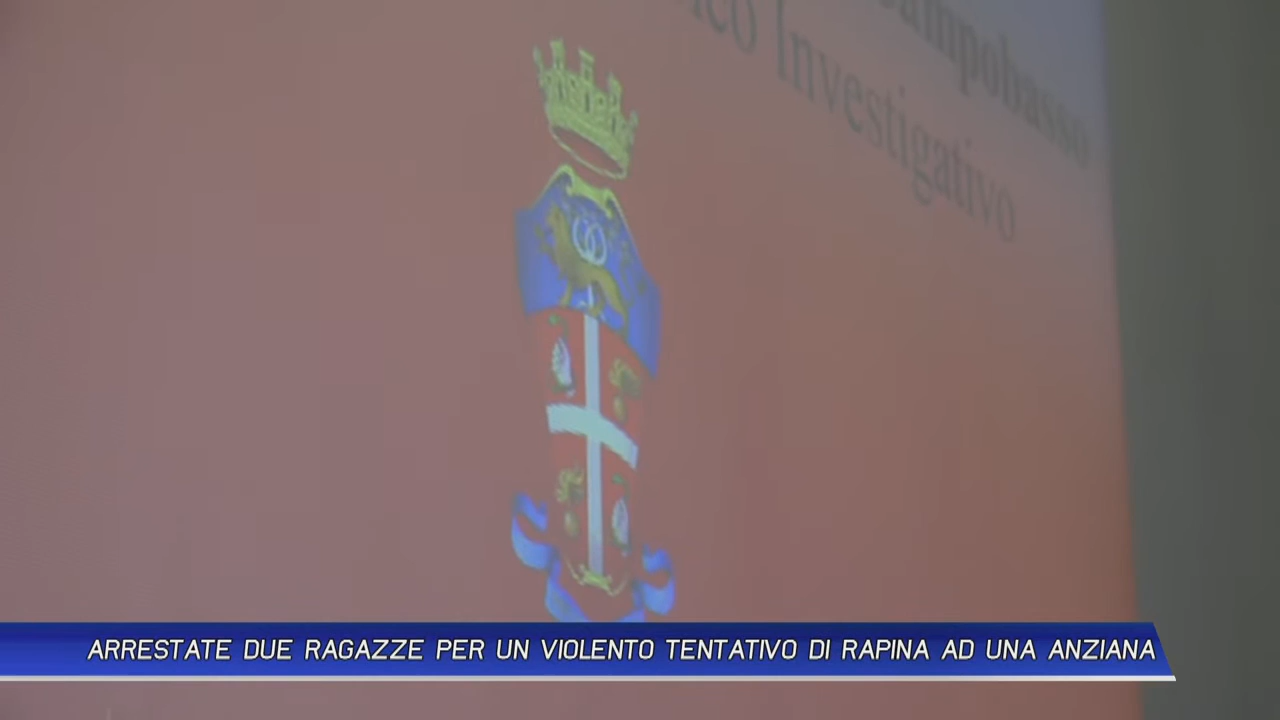 Campobasso
Investigativo
ARRESTATE DUE RAGAZZE PER UN VIOLENTO TENTATIVO DI RAPINA AD UNA ANZIANA